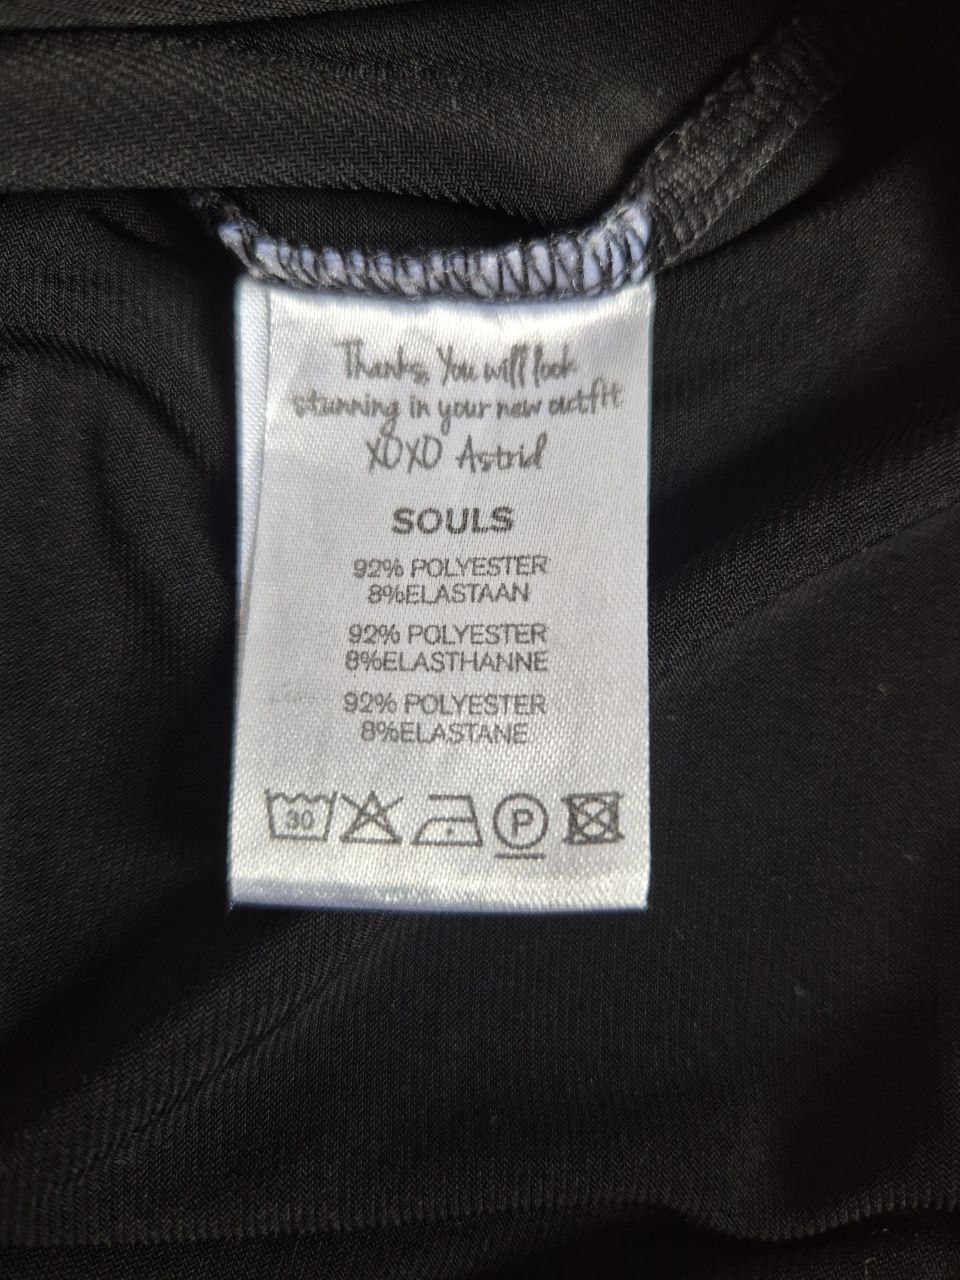 Thanks, You will look
stunning in your new outfit
XOXO Astrid
SOULS
92% POLYESTER
8%ELASTAAN
92% POLYESTER
8%ELASTHANNE
92% POLYESTER
8%ELASTANE
30
P